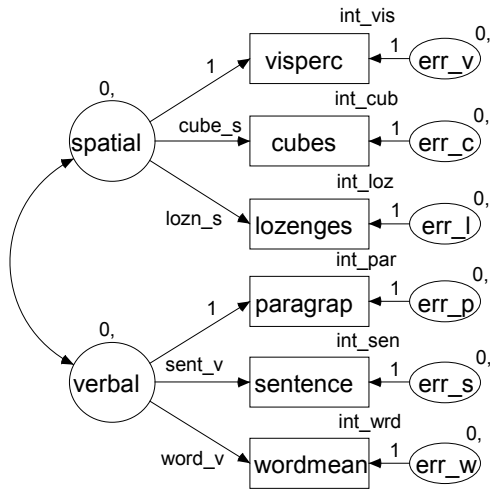 int_vis
0,
1
visperc
1
err_v
0,
int_cub
0,
spatial
cube_s
cubes
1
err_c
int_loz
0,
lozn_s
lozenges
1
err_l
int_par
0,
1
paragrap
1
err_p
0,
int_sen
0,
verbal
sent_v
sentence
1
err_s
int_wrd
0,
word_v
wordmean
1
err_w